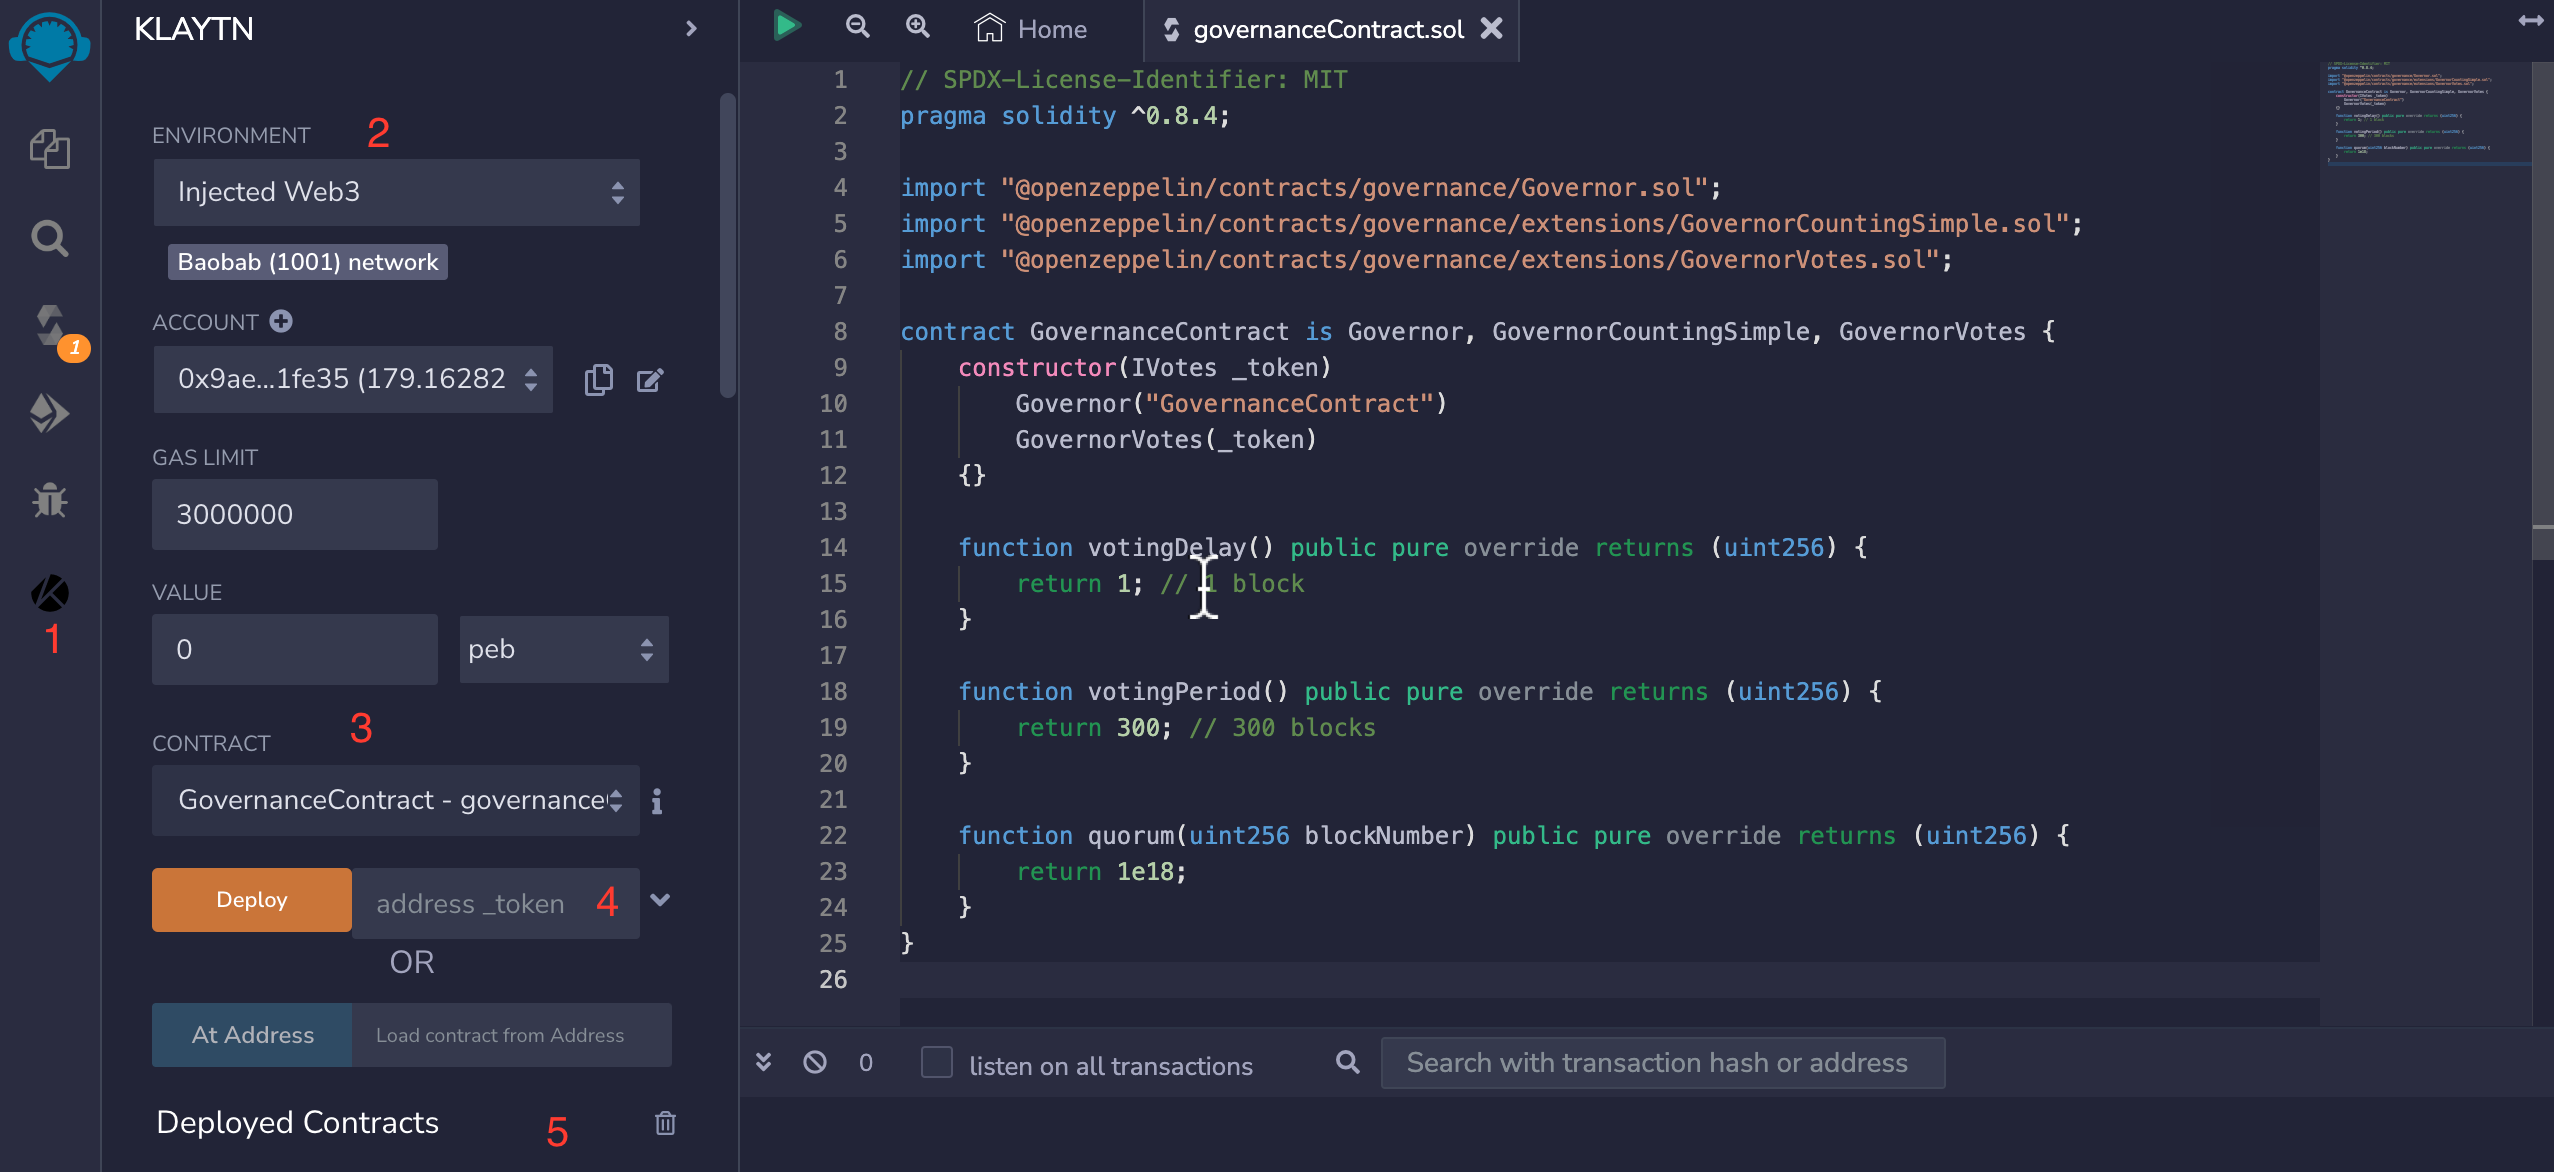 KLAYTN
ENVIRONMENT 2
Injected Web3
Baobab (1001) network
ACCOUNT
0x9ae...1fe35 (179.16282
GAS LIMIT
3000000
VALUE
0 peb
3
CONTRACT
GovernanceContract - governance
Deploy address _token 4
OR
At Address Load contract from Address
Deployed Contracts 5
1
1
Home governanceContract.sol
1 // SPDX-License-Identifier: MIT
2 pragma solidity ^0.8.4;
3
4 import "@openzeppelin/contracts/governance/Governor.sol";
5 import "@openzeppelin/contracts/governance/extensions/GovernorCountingSimple.sol";
6 import "@openzeppelin/contracts/governance/extensions/GovernorVotes.sol";
7
8 contract GovernanceContract is Governor, GovernorCountingSimple, GovernorVotes {
9     constructor(IVotes _token)
10         Governor("GovernanceContract")
11         GovernorVotes(_token)
12     {}
13
14     function votingDelay() public pure override returns (uint256) {
15         return 1; // 1 block
16     }
17
18     function votingPeriod() public pure override returns (uint256) {
19         return 300; // 300 blocks
20     }
21
22     function quorum(uint256 blockNumber) public pure override returns (uint256) {
23         return 1e18;
24     }
25 }
26
0 listen on all transactions Search with transaction hash or address